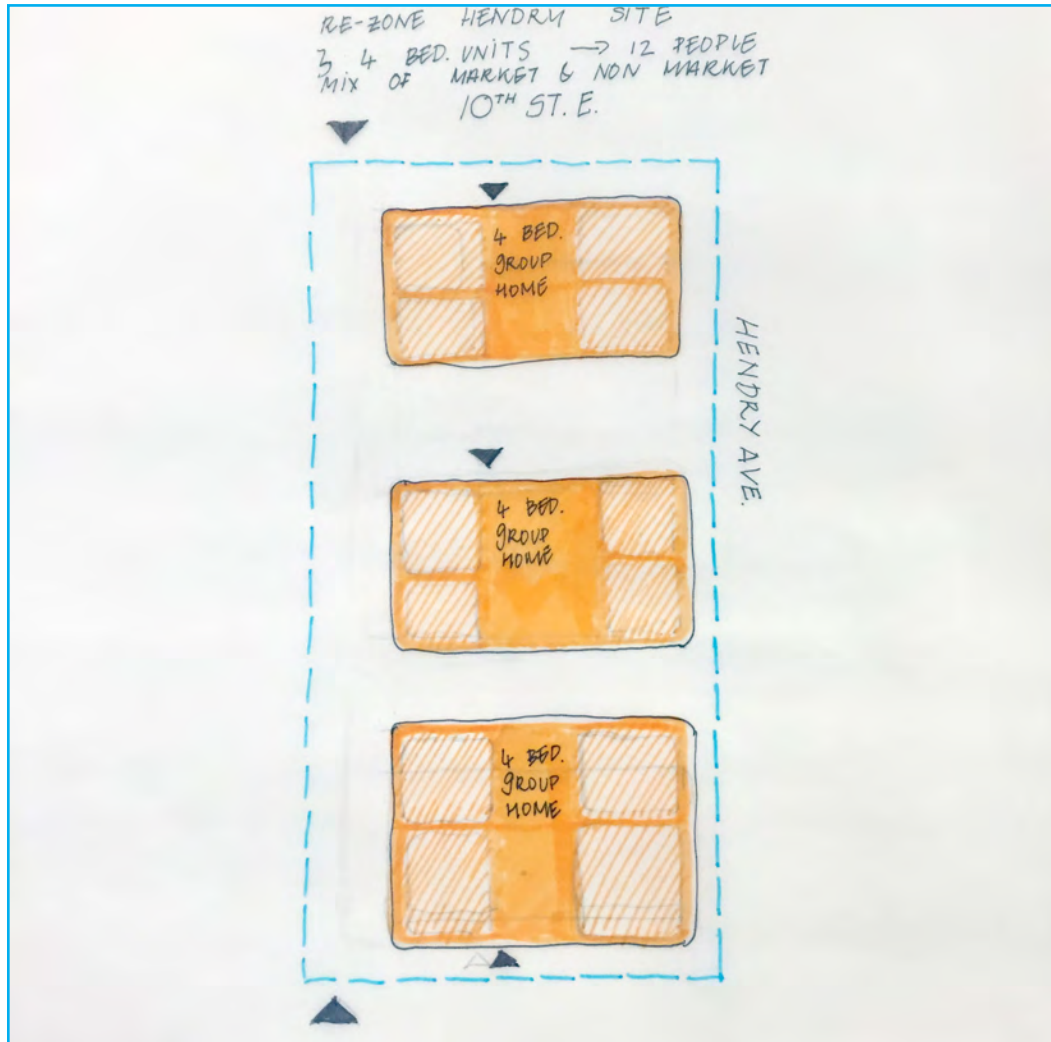 RE-ZONE HENDRY SITE
3 4 BED. UNITS → 12 PEOPLE
MIX OF MARKET & NON MARKET
10TH ST. E.
4 BED.
GROUP
HOME
HENDRY AVE.
4 BED.
GROUP
HOME
4 BED.
GROUP
HOME